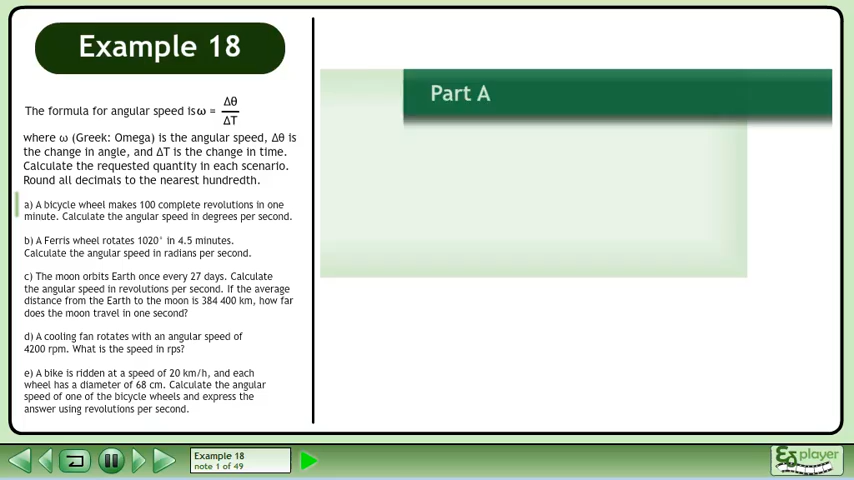 Example 18
The formula for angular speed is ω = Δθ/ΔT
where ω (Greek: Omega) is the angular speed, Δθ is
the change in angle, and ΔT is the change in time.
Calculate the requested quantity in each scenario.
Round all decimals to the nearest hundredth.
a) A bicycle wheel makes 100 complete revolutions in one
minute. Calculate the angular speed in degrees per second.
b) A Ferris wheel rotates 1020° in 4.5 minutes.
Calculate the angular speed in radians per second.
c) The moon orbits Earth once every 27 days. Calculate
the angular speed in revolutions per second. If the average
distance from the Earth to the moon is 384 400 km, how far
does the moon travel in one second?
d) A cooling fan rotates with an angular speed of
4200 rpm. What is the speed in rps?
e) A bike is ridden at a speed of 20 km/h, and each
wheel has a diameter of 68 cm. Calculate the angular
speed of one of the bicycle wheels and express the
answer using revolutions per second.
Part A
Example 18
note 1 of 49
player